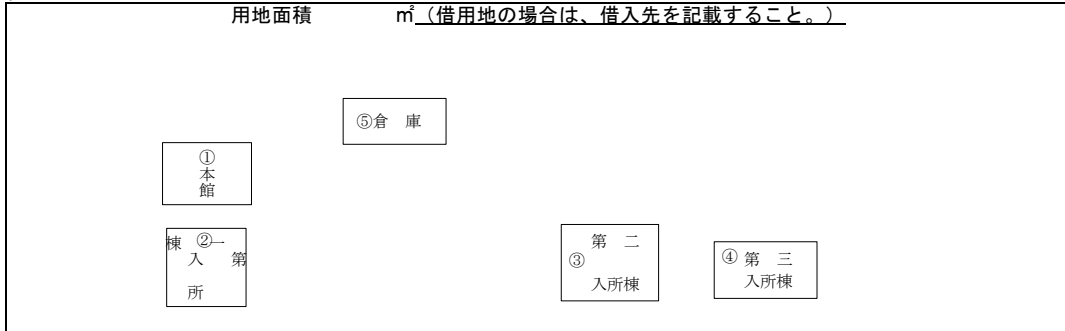 用地面積 ㎡（借用地の場合は、借入先を記載すること。）
⑤倉 庫
①
本
館
棟 ②一
入 第
所
第 二
③
入所棟
④ 第 三
入所棟